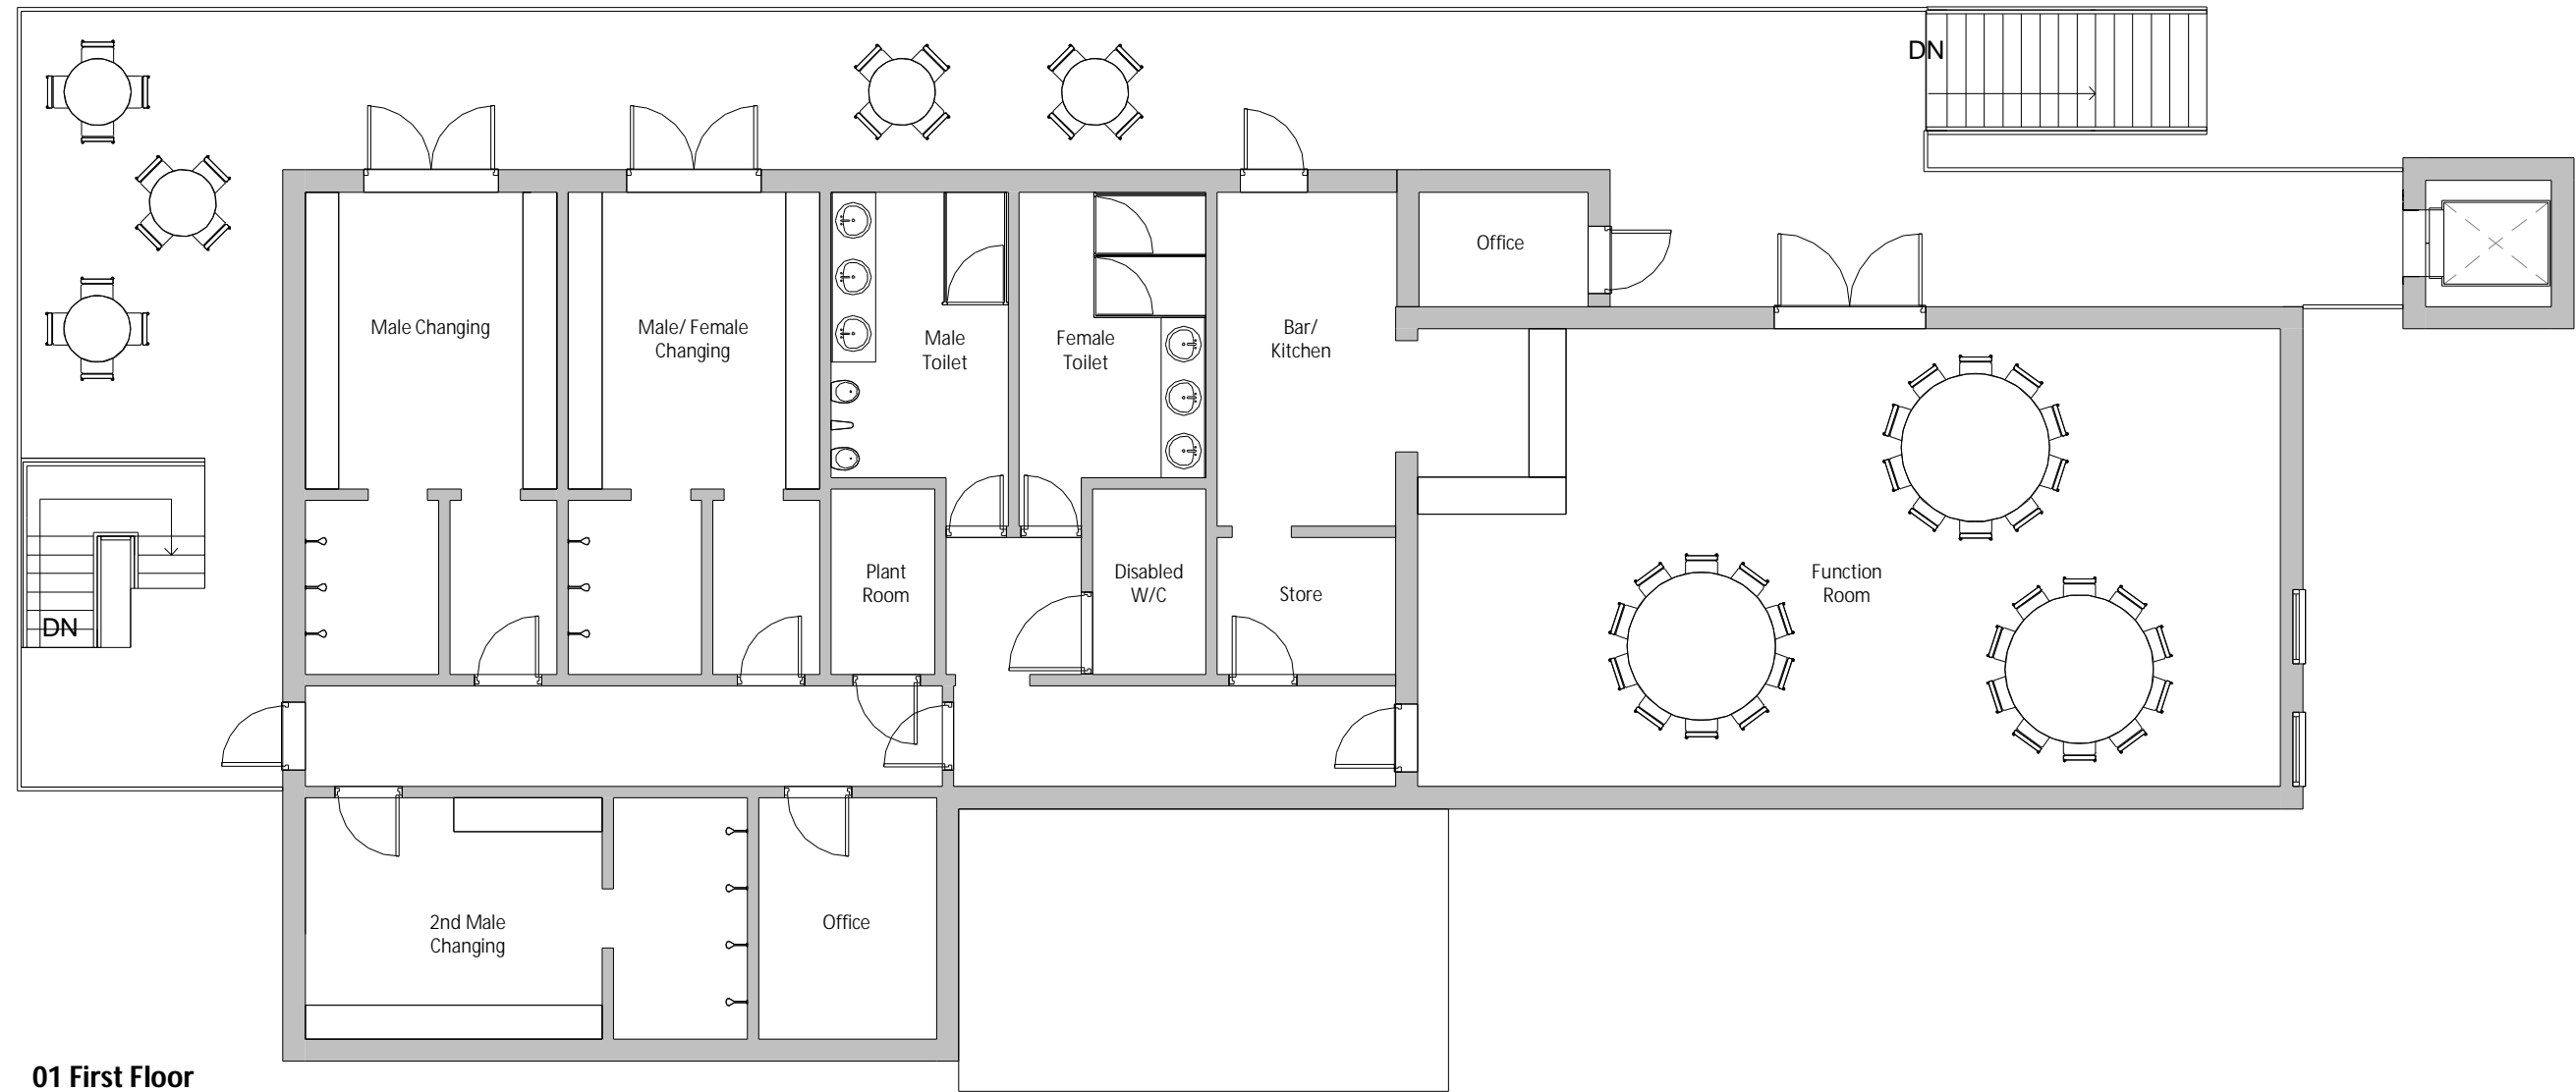 DN
Office
Male Changing
Male/ Female
Changing
Male
Toilet
Female
Toilet
Bar/
Kitchen
Plant
Room
Disabled
W/C
Store
Function
Room
DN
2nd Male
Changing
Office
01 First Floor